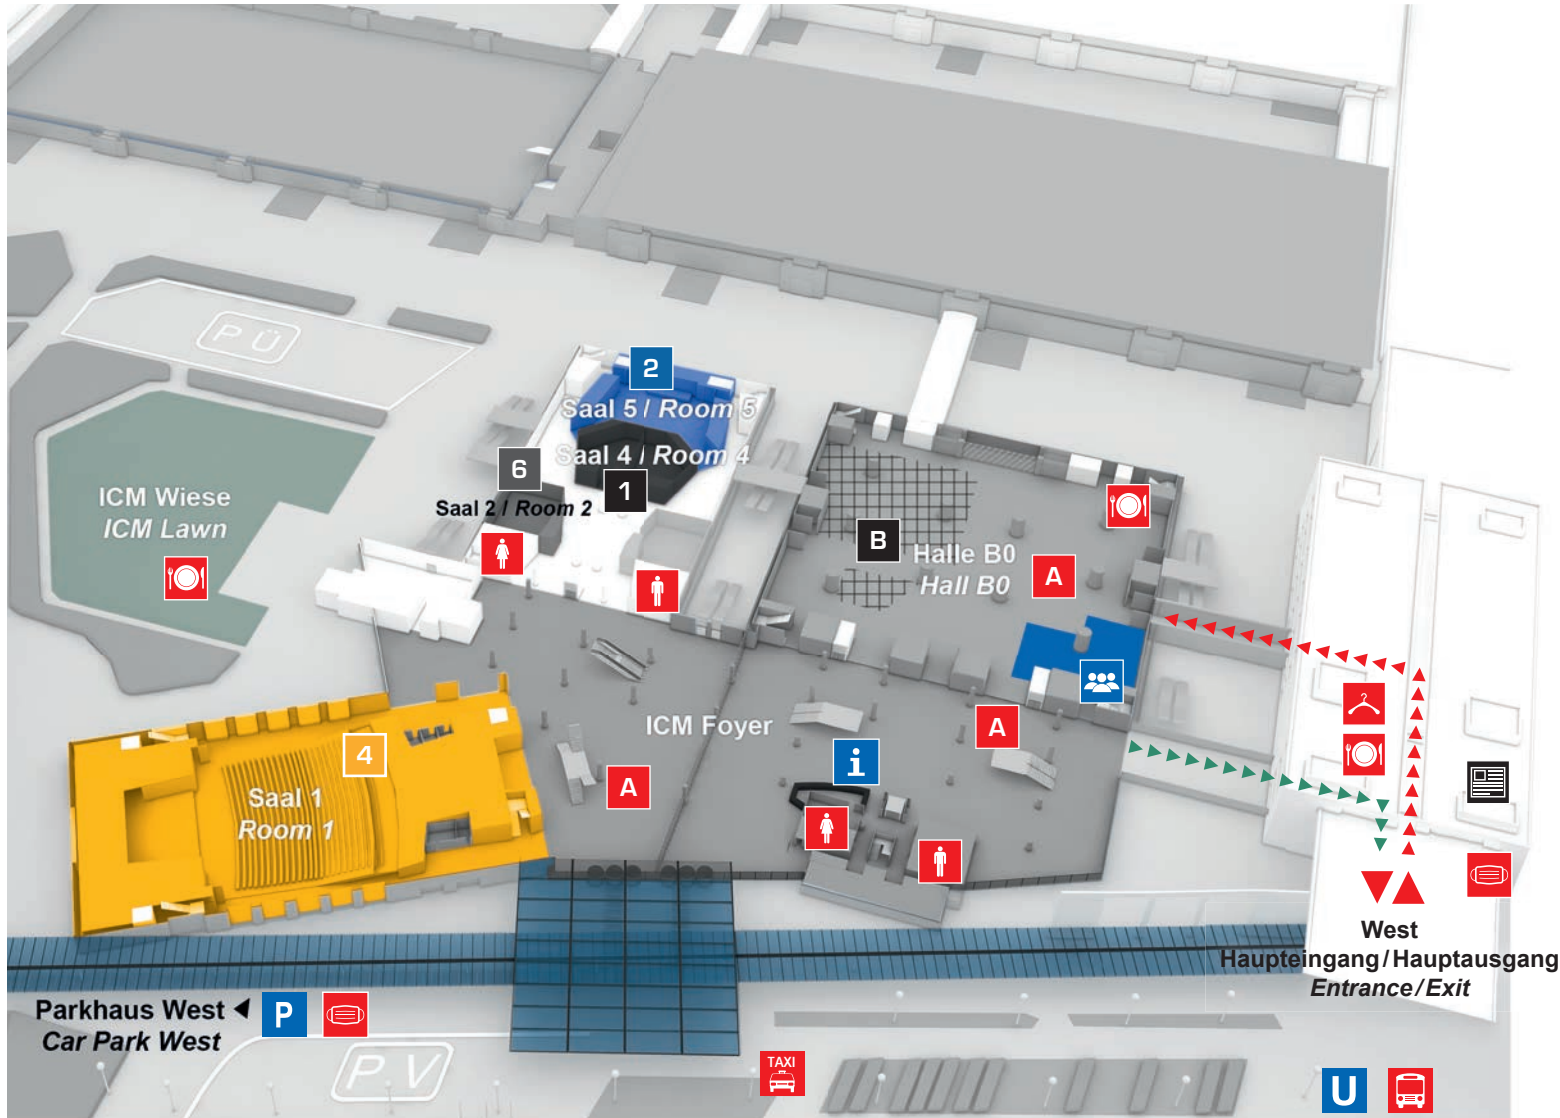 PÜ
2
Saal 5 / Room 5
Saal 4 / Room 4
6
1
Saal 2 / Room 2
ICM Wiese
ICM Lawn
B
Halle B0
Hall B0
A
ICM Foyer
A
i
4
A
Saal 1
Room 1
West
Haupteingang/Hauptausgang
Entrance/Exit
Parkhaus West
Car Park West
P
PV
TAXI
U